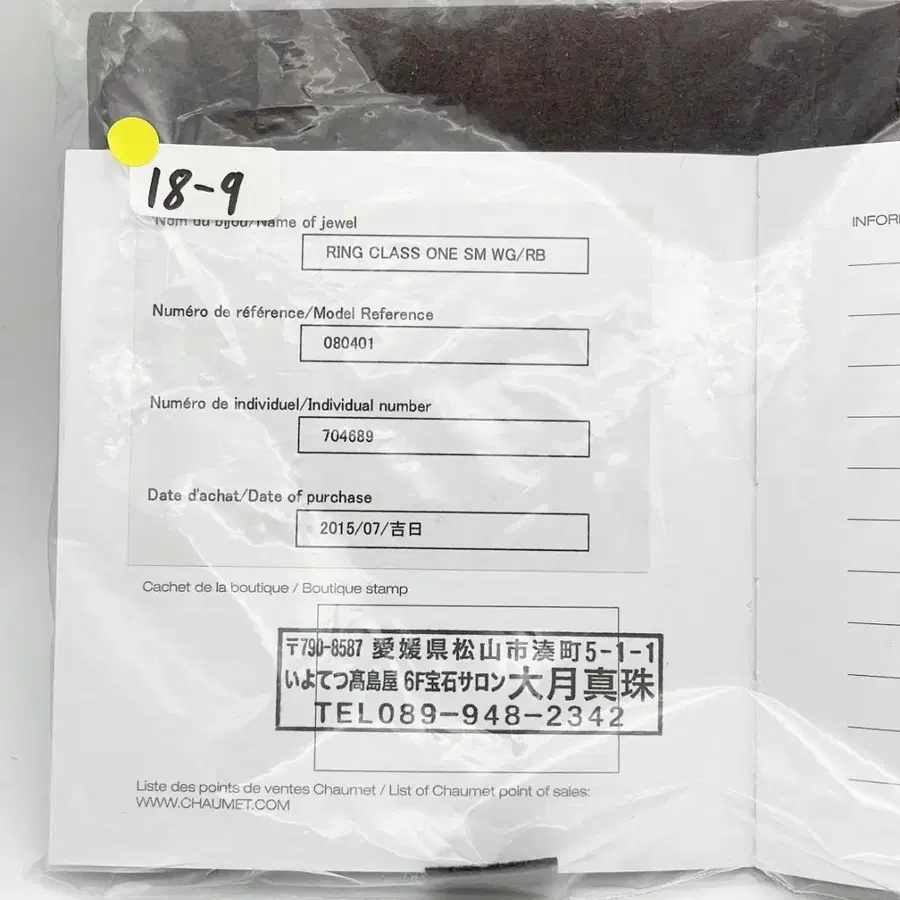 18-9
Nom du bijou/Name of jewel
RING CLASS ONE SM WG/RB
Numéro de référence/Model Reference
080401
Numéro de individuel/Individual number
704689
Date d'achat/Date of purchase
2015/07/吉日
Cachet de la boutique / Boutique stamp
〒790-8587 愛媛県松山市湊町5-1-1
いよてつ髙島屋 6F宝石サロン大月真珠
TEL089-948-2342
Liste des points de ventes Chaumet / List of Chaumet point of sales:
WWW.CHAUMET.COM